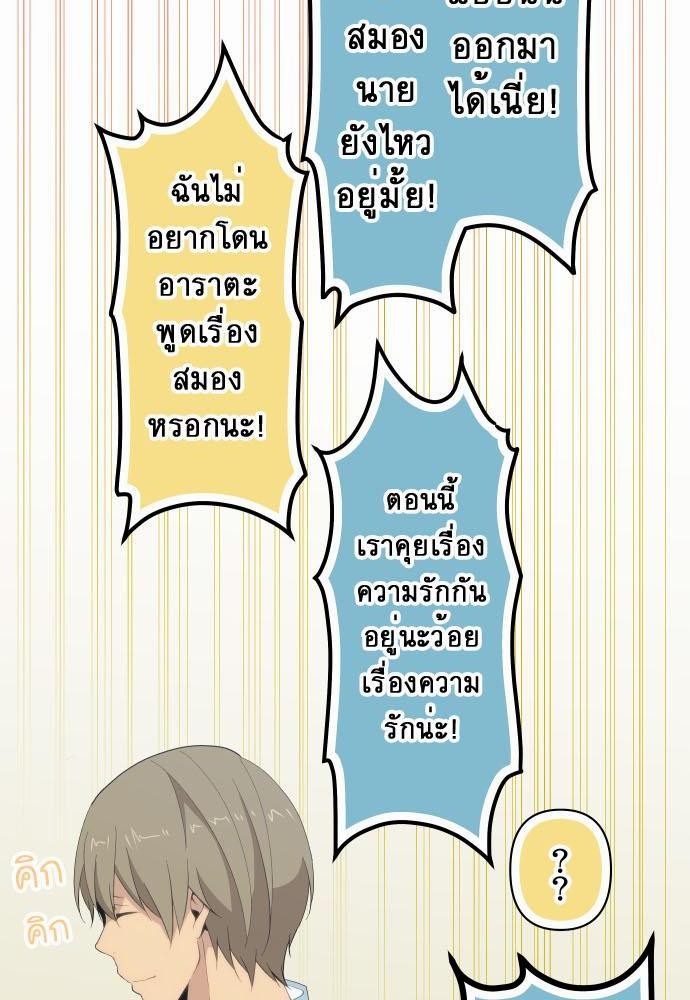 ออกมา
ได้เนี่ย!
สมอง
นาย
ยังไหว
อยู่มั้ย!
ฉันไม่
อยากโดน
อาราตะ
พูดเรื่อง
สมอง
หรอกนะ!
ตอนนี้
เราคุยเรื่อง
ความรักกัน
อยู่นะว้อย
เรื่องความ
รักน่ะ!
??
คิก
คิก